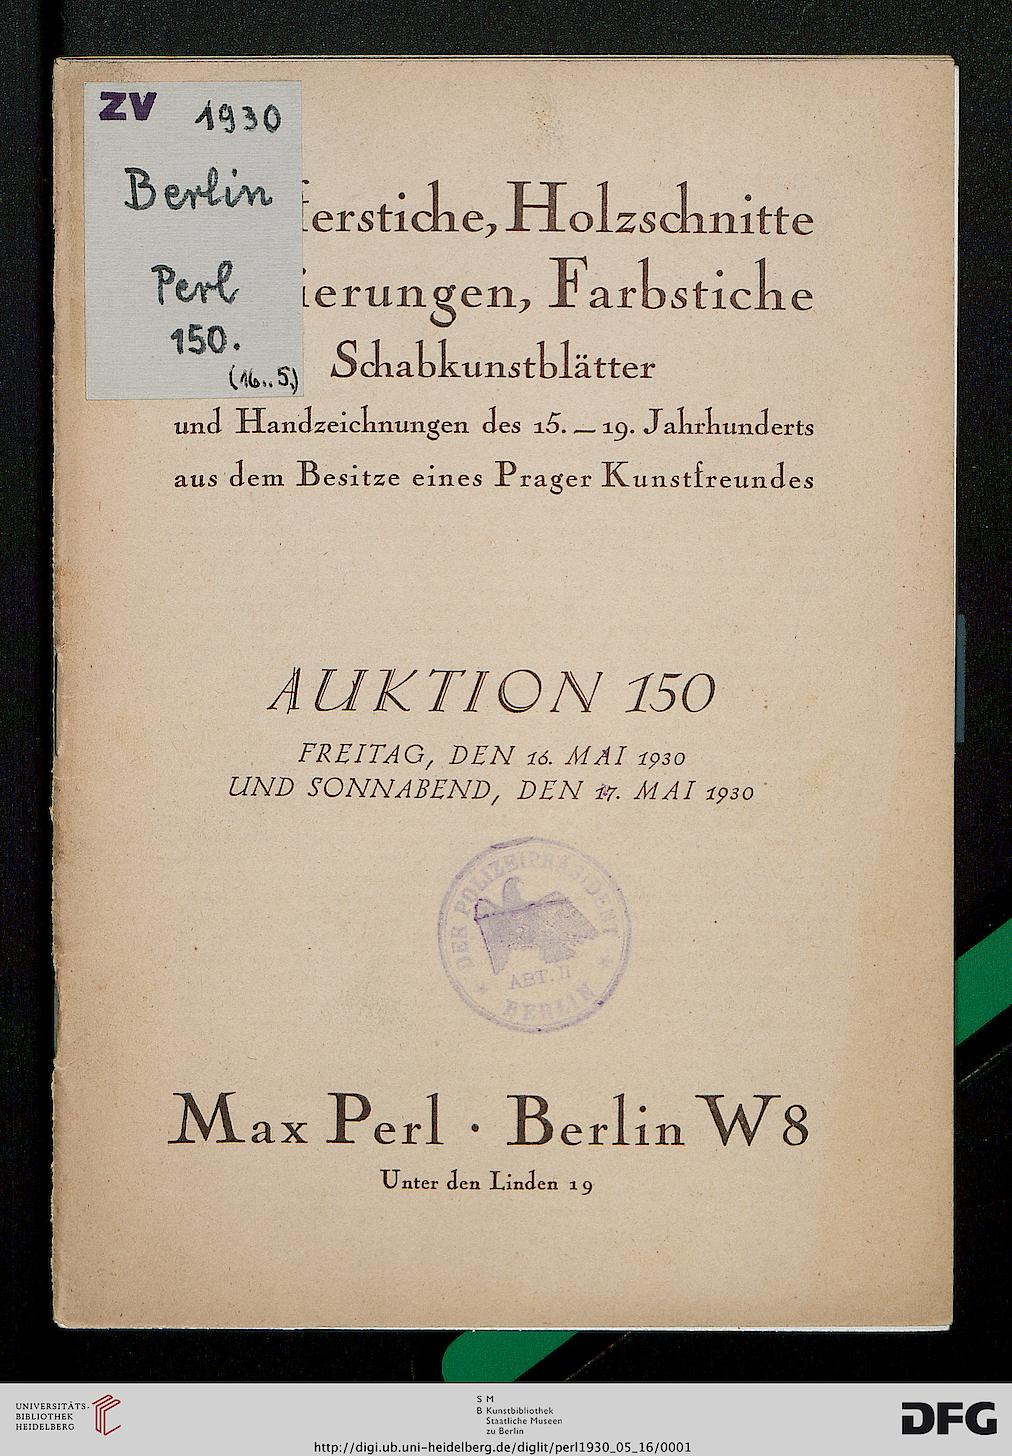 ZV 1930
Berlin
Perl
150.
(16..5.)
ferstiche, Holzschnitte
ierungen, Farbstiche
Schabkunstblätter
und Handzeichnungen des 15. — 19. Jahrhunderts
aus dem Besitze eines Prager Kunstfreundes
AUKTION 150
FREITAG, DEN 16. MAI 1930
UND SONNABEND, DEN 17. MAI 1930
DER POLIZEIPRÄSIDENT
ABT. II
* BERLIN *
Max Perl · Berlin W8
Unter den Linden 19
UNIVERSITÄTS-
BIBLIOTHEK
HEIDELBERG
S M
B Kunstbibliothek
Staatliche Museen
zu Berlin
DFG
http://digi.ub.uni-heidelberg.de/diglit/perl1930_05_16/0001